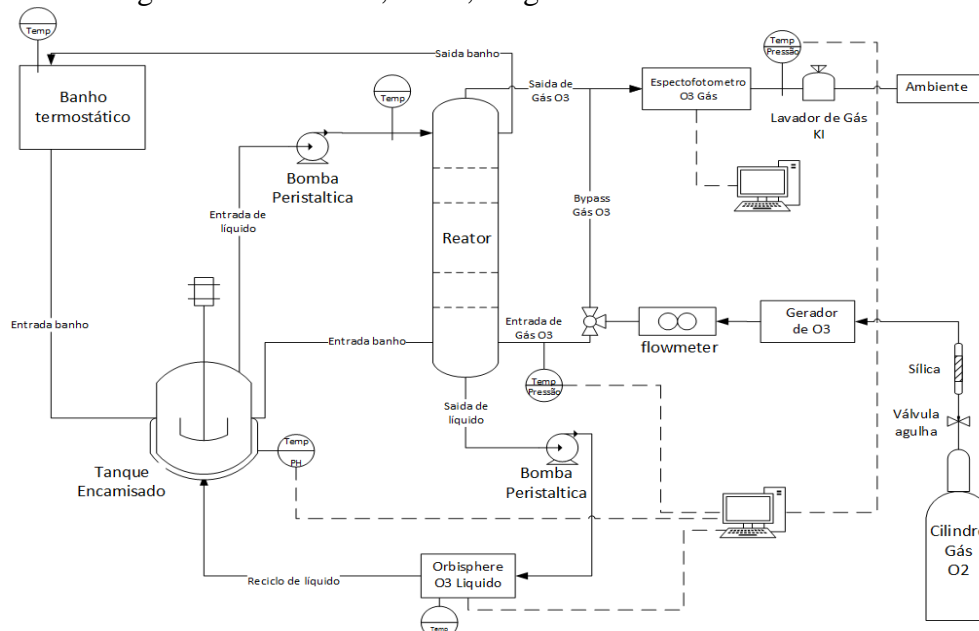 Temp
Saida banho
Temp
Pressão
Banho
termostático
Temp
Saida de
Gás O3
Espectofotometro
O3 Gás
Ambiente
Lavador de Gás
KI
Bomba
Peristaltica
Bypass
Gás O3
Entrada de
líquido
Reator
Entrada banho
Entrada banho
Entrada de
Gás O3
flowmeter
Gerador
de O3
Sílica
Temp
Pressão
Válvula
agulha
Saida de
líquido
Temp
PH
Tanque
Encamisado
Bomba
Peristaltica
Cilindro
Gás
O2
Reciclo de líquido
Orbisphere
O3 Liquido
Temp